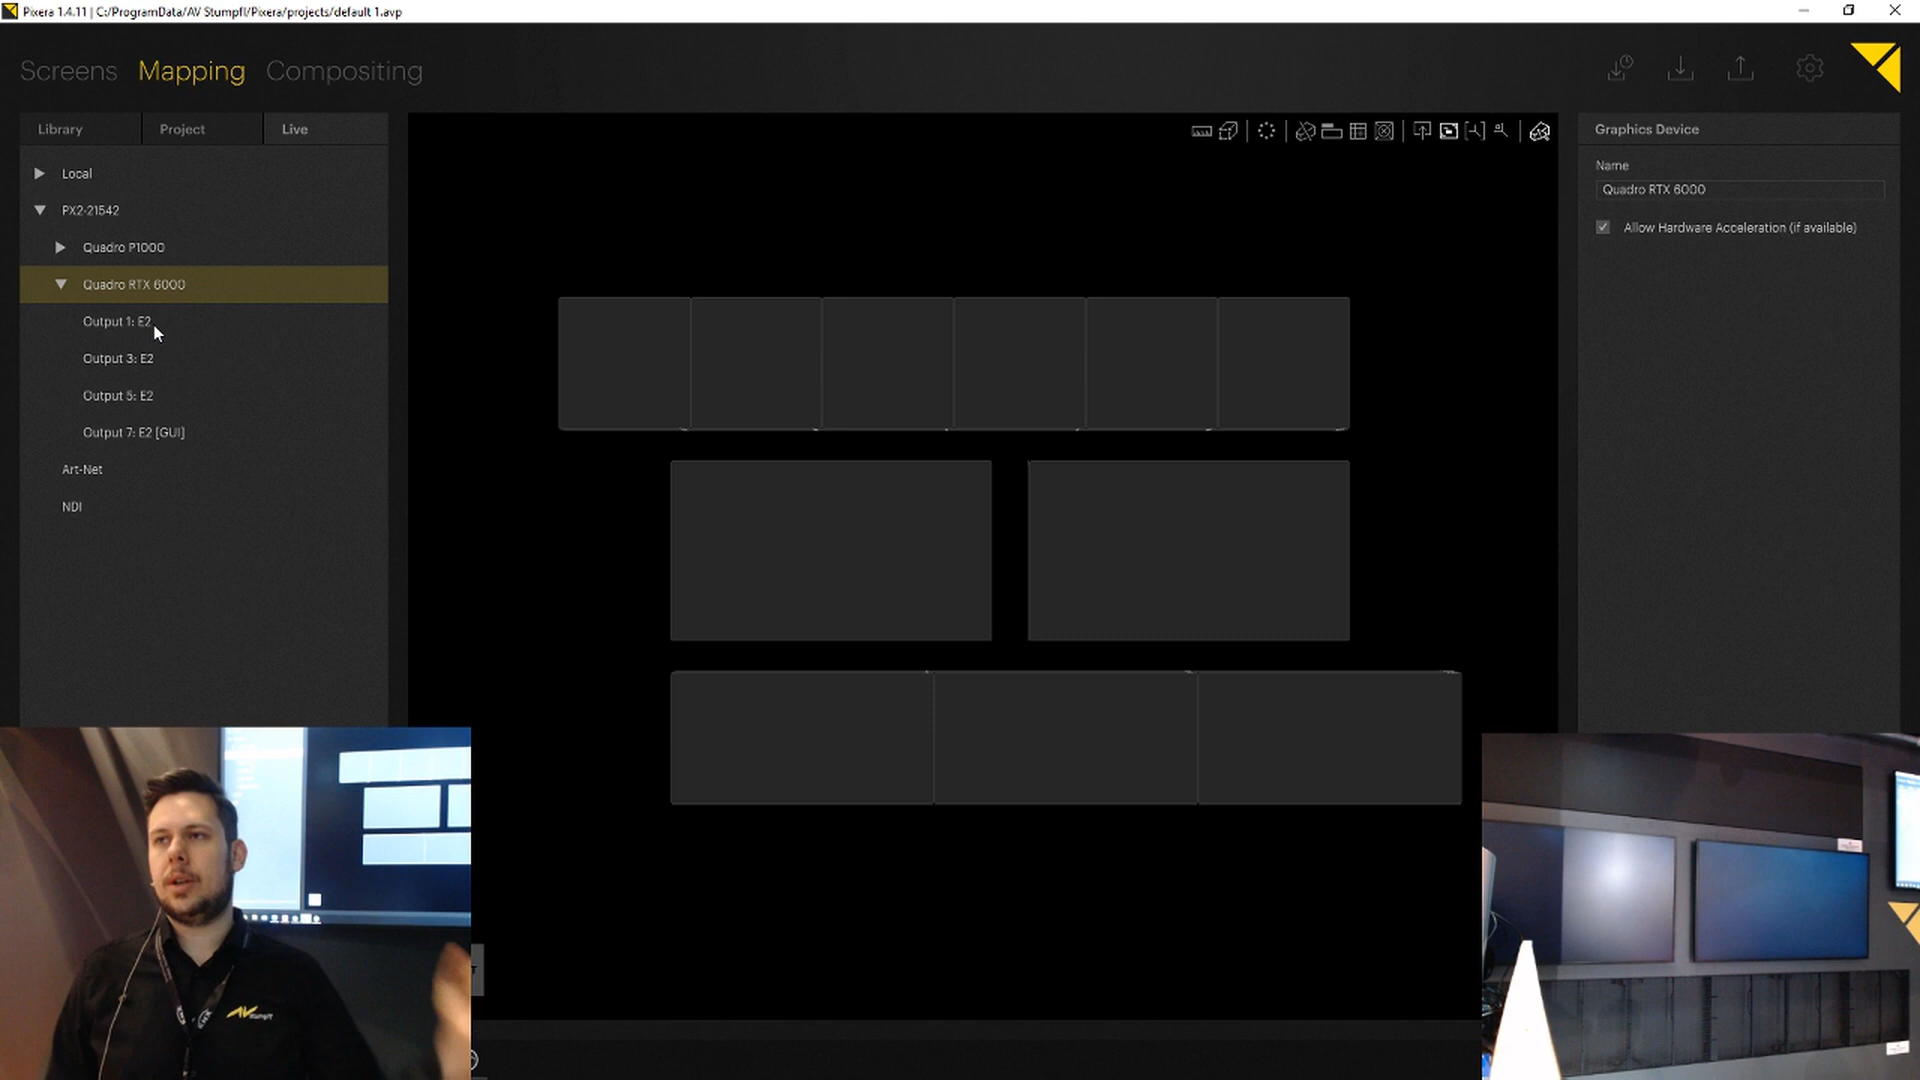 Pixera 1.4.11 | C:/ProgramData/AV Stumpfl/Pixera/projects/default 1.avp
Screens Mapping Compositing
Library Project Live
Local
PX2-21542
Quadro P1000
Quadro RTX 6000
Output 1: E2
Output 3: E2
Output 5: E2
Output 7: E2 [GUI]
Art-Net
NDI
Graphics Device
Name
Quadro RTX 6000
Allow Hardware Acceleration (if available)
AV Stumpfl